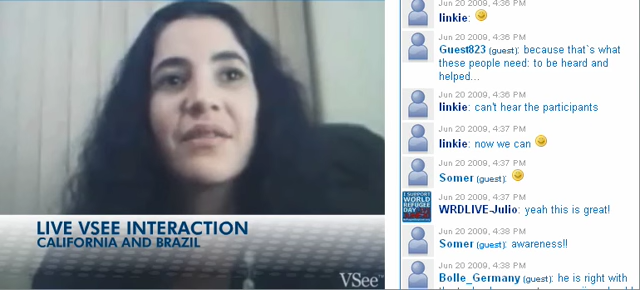 LIVE VSEE INTERACTION
CALIFORNIA AND BRAZIL
VSee
Jun 20 2009, 4:36 PM
linkie:
Jun 20 2009, 4:36 PM
Guest823 (guest): because that`s what
these people need: to be heard and
helped...
Jun 20 2009, 4:36 PM
linkie: can't hear the participants
Jun 20 2009, 4:37 PM
linkie: now we can
Jun 20 2009, 4:37 PM
Somer (guest):
Jun 20 2009, 4:37 PM
I SUPPORT
WORLD
REFUGEE
DAY
WRDLIVE-Julio: yeah this is great!
Jun 20 2009, 4:38 PM
Somer (guest): awareness!!
Jun 20 2009, 4:38 PM
Bolle_Germany (guest): he is right with